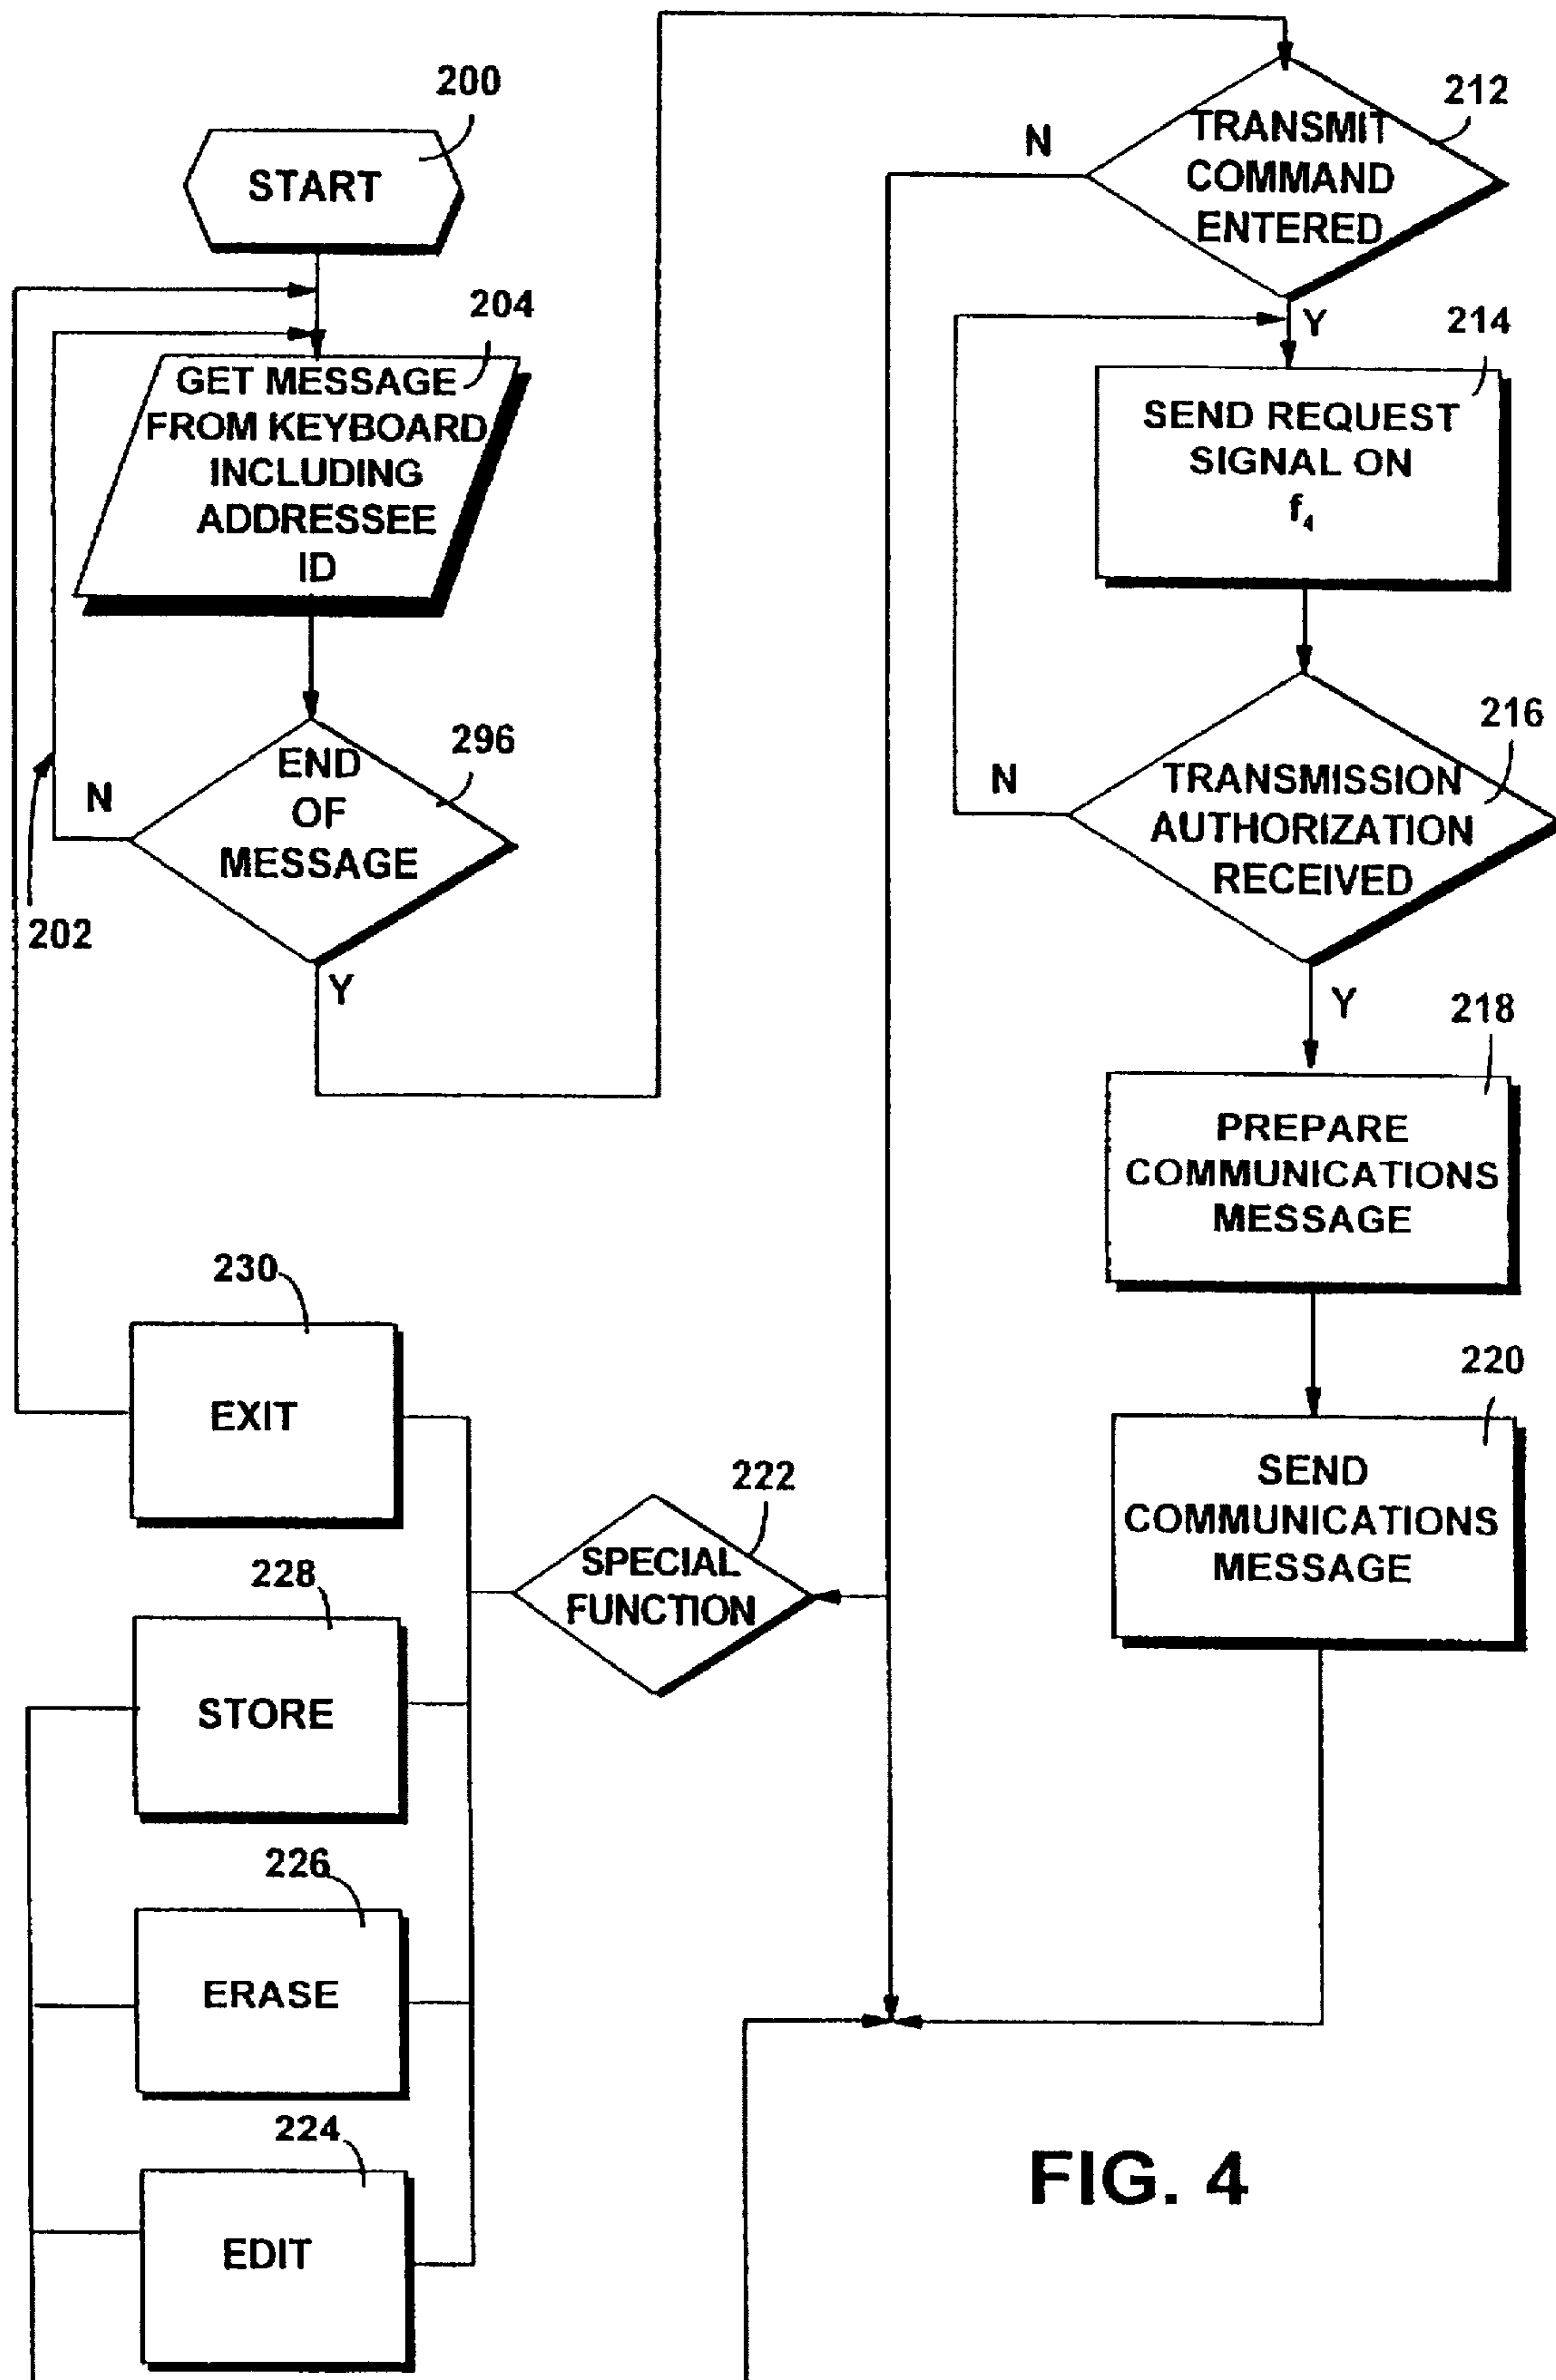 200
START
204
GET MESSAGE
FROM KEYBOARD
INCLUDING
ADDRESSEE
ID
296
END
OF
MESSAGE
N
202
Y
212
TRANSMIT
COMMAND
ENTERED
N
Y
214
SEND REQUEST
SIGNAL ON
f₄
216
TRANSMISSION
AUTHORIZATION
RECEIVED
N
Y
218
PREPARE
COMMUNICATIONS
MESSAGE
220
SEND
COMMUNICATIONS
MESSAGE
222
SPECIAL
FUNCTION
230
EXIT
228
STORE
226
ERASE
224
EDIT
FIG. 4